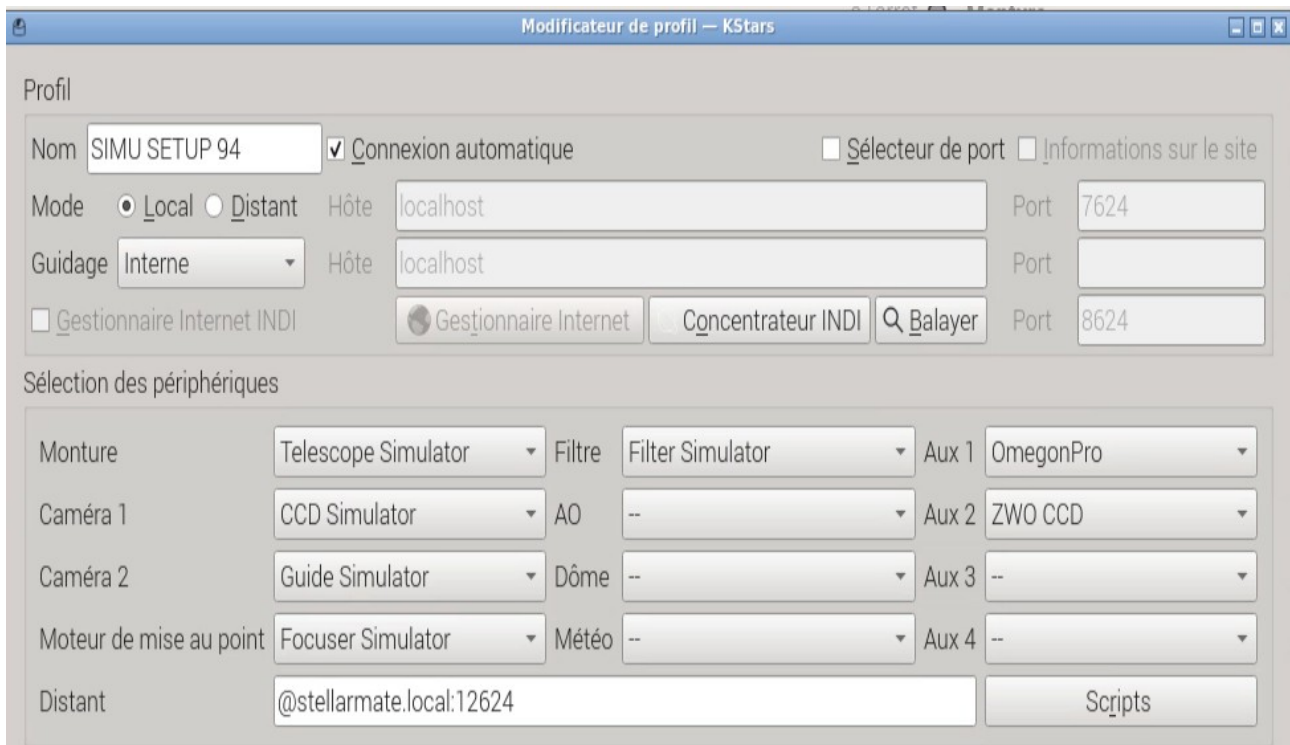 Modificateur de profil — KStars
Profil
Nom SIMU SETUP 94 Connexion automatique Sélecteur de port Informations sur le site
Mode Local Distant Hôte localhost Port 7624
Guidage Interne Hôte localhost Port
Gestionnaire Internet INDI Gestionnaire Internet Concentrateur INDI Balayer Port 8624
Sélection des périphériques
Monture Telescope Simulator Filtre Filter Simulator Aux 1 OmegonPro
Caméra 1 CCD Simulator AO -- Aux 2 ZWO CCD
Caméra 2 Guide Simulator Dôme -- Aux 3 --
Moteur de mise au point Focuser Simulator Météo -- Aux 4 --
Distant @stellarmate.local:12624 Scripts